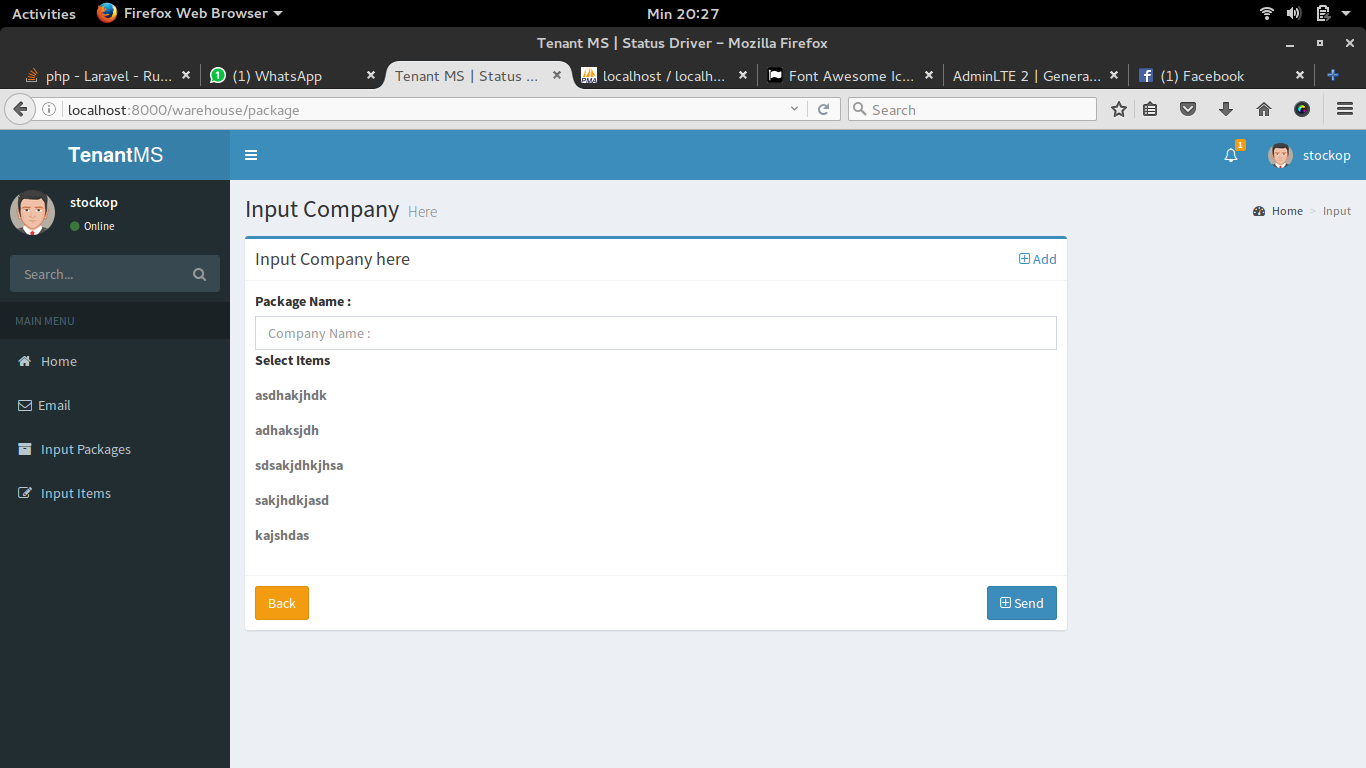 Activities Firefox Web Browser Min 20:27
Tenant MS | Status Driver - Mozilla Firefox
php - Laravel - Ru... (1) WhatsApp Tenant MS | Status ... localhost / localh... Font Awesome Ic... AdminLTE 2 | Genera... (1) Facebook
localhost:8000/warehouse/package Search
TenantMS 1 stockop
stockop
Online
Input Company Here Home > Input
Search...
Input Company here Add
MAIN MENU
Package Name :
Company Name :
Home
Select Items
Email
asdhakjhdk
adhaksjdh
Input Packages
sdsakjdhkjhsa
Input Items
sakjhdkjasd
kajshdas
Back Send